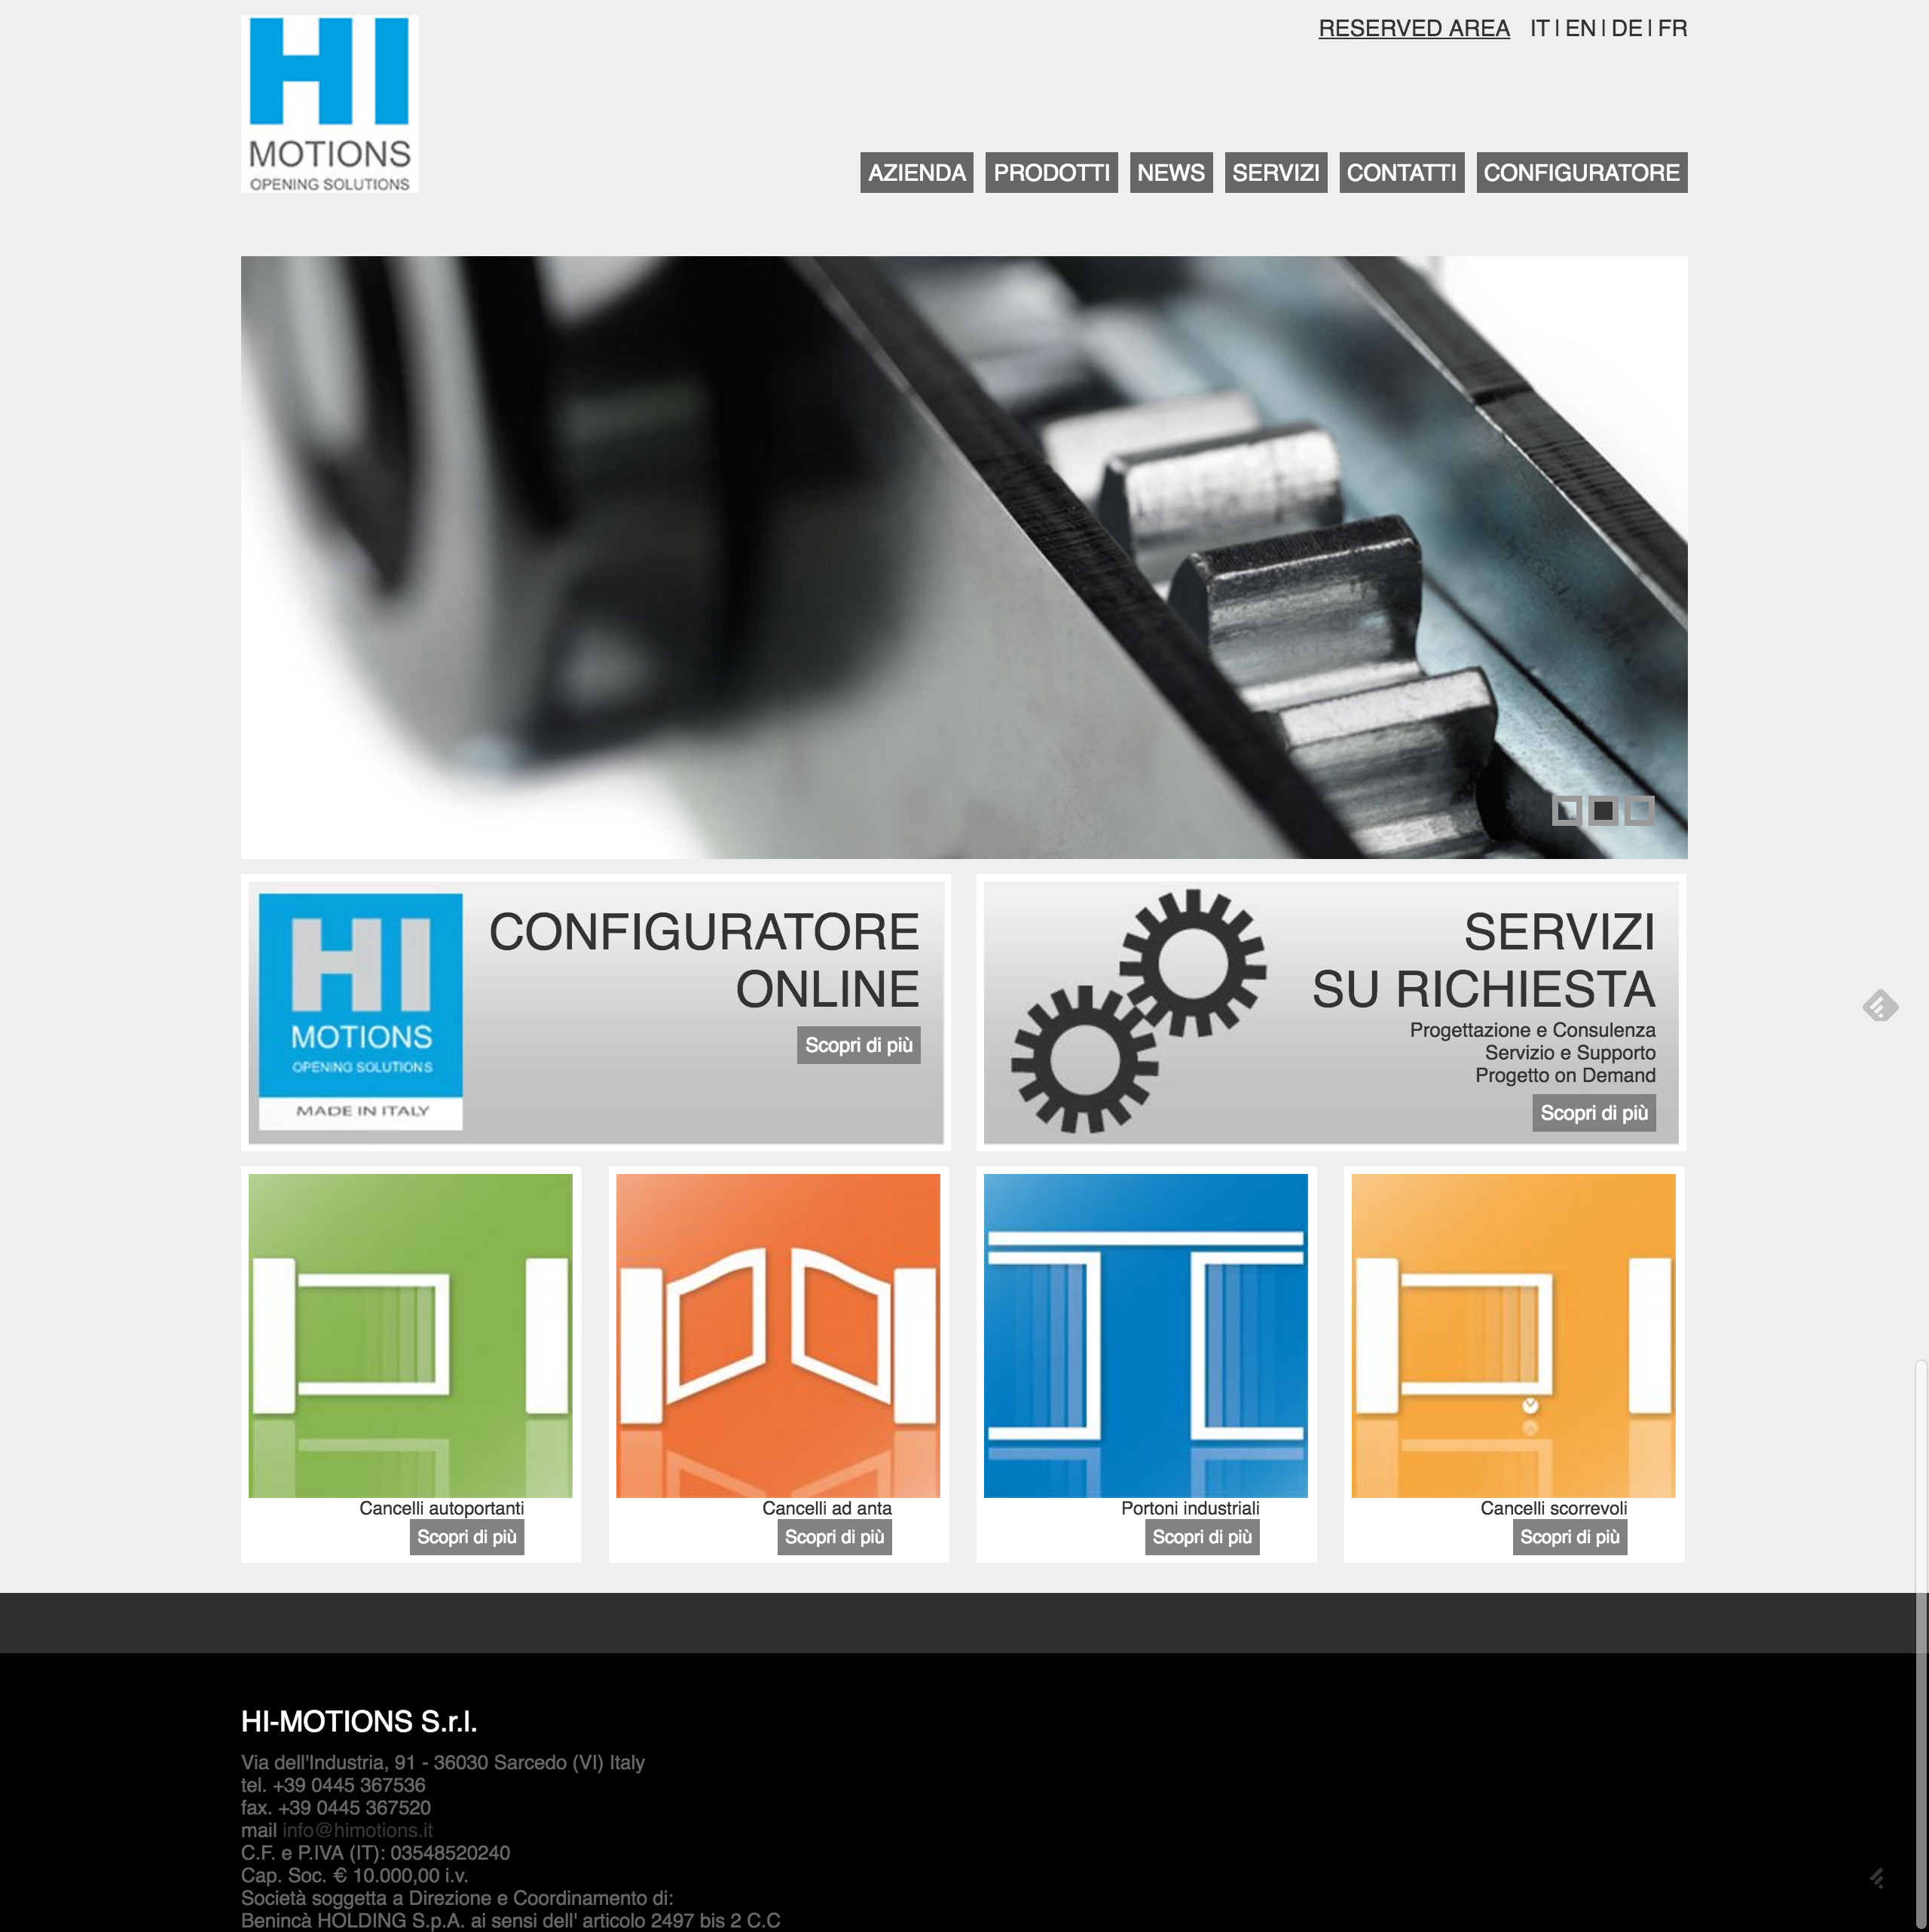 HI
MOTIONS
OPENING SOLUTIONS
RESERVED AREA IT | EN | DE | FR
AZIENDA PRODOTTI NEWS SERVIZI CONTATTI CONFIGURATORE
HI
MOTIONS
OPENING SOLUTIONS
MADE IN ITALY
CONFIGURATORE
ONLINE
Scopri di più
SERVIZI
SU RICHIESTA
Progettazione e Consulenza
Servizio e Supporto
Progetto on Demand
Scopri di più
Cancelli autoportanti
Scopri di più
Cancelli ad anta
Scopri di più
Portoni industriali
Scopri di più
Cancelli scorrevoli
Scopri di più
HI-MOTIONS S.r.l.
Via dell'Industria, 91 - 36030 Sarcedo (VI) Italy
tel. +39 0445 367536
fax. +39 0445 367520
mail info@himotions.it
C.F. e P.IVA (IT): 03548520240
Cap. Soc. € 10.000,00 i.v.
Società soggetta a Direzione e Coordinamento di:
Benincà HOLDING S.p.A. ai sensi dell' articolo 2497 bis 2 C.C